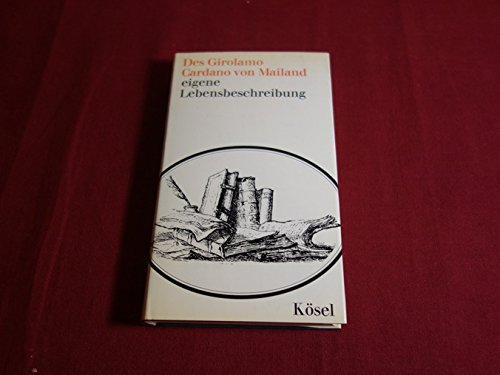 Des Girolamo
Cardano von Mailand
eigene
Lebensbeschreibung
Kösel